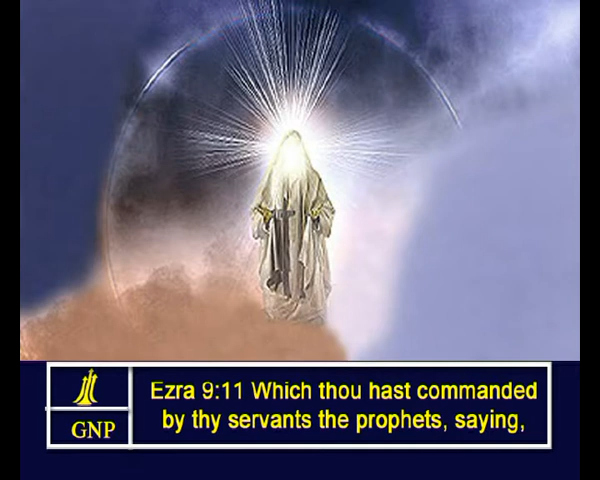 Ezra 9:11 Which thou hast commanded
by thy servants the prophets, saying,
GNP